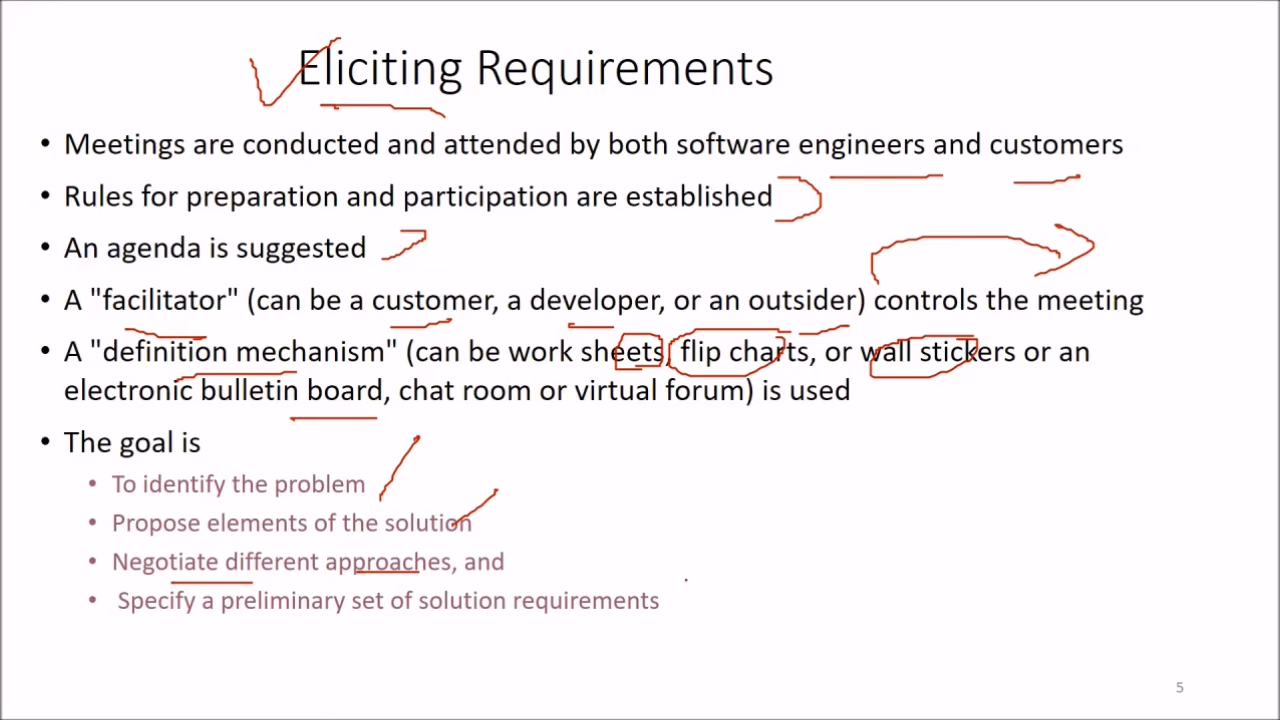 Eliciting Requirements
• Meetings are conducted and attended by both software engineers and customers
• Rules for preparation and participation are established
• An agenda is suggested
• A "facilitator" (can be a customer, a developer, or an outsider) controls the meeting
• A "definition mechanism" (can be work sheets, flip charts, or wall stickers or an
electronic bulletin board, chat room or virtual forum) is used
• The goal is
• To identify the problem
• Propose elements of the solution
• Negotiate different approaches, and
• Specify a preliminary set of solution requirements
5